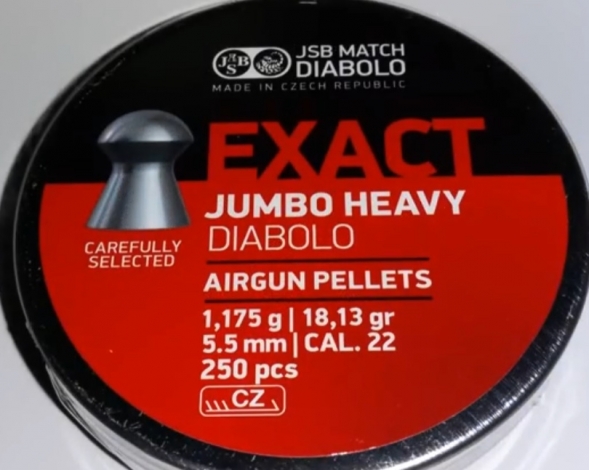 JSB
JSB MATCH
DIABOLO
MADE IN CZECH REPUBLIC
EXACT
JUMBO HEAVY
DIABOLO
CAREFULLY
SELECTED
AIRGUN PELLETS
1,175 g | 18,13 gr
5.5 mm | CAL. 22
250 pcs
CZ